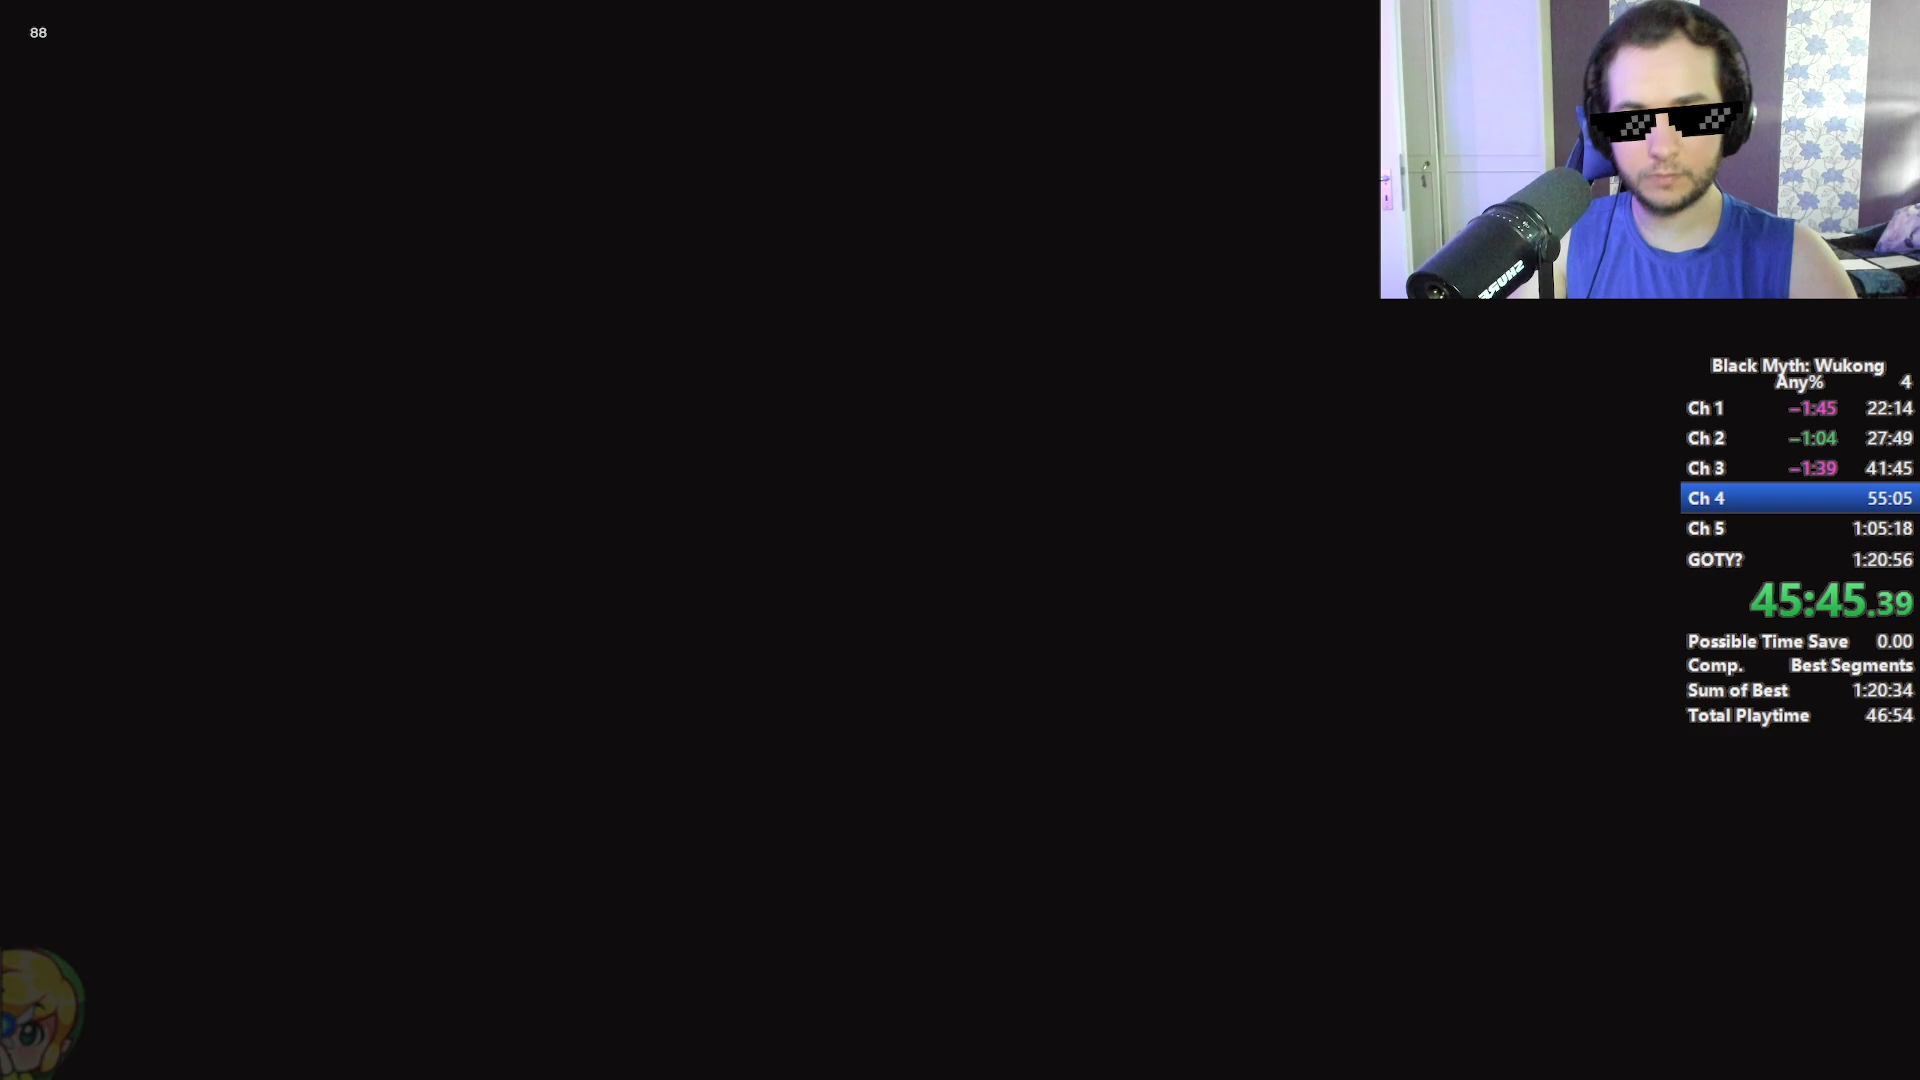 88
SHURE
Black Myth: Wukong
Any% 4
Ch 1 −1:45 22:14
Ch 2 −1:04 27:49
Ch 3 −1:39 41:45
Ch 4 55:05
Ch 5 1:05:18
GOTY? 1:20:56
45:45.39
Possible Time Save 0.00
Comp. Best Segments
Sum of Best 1:20:34
Total Playtime 46:54